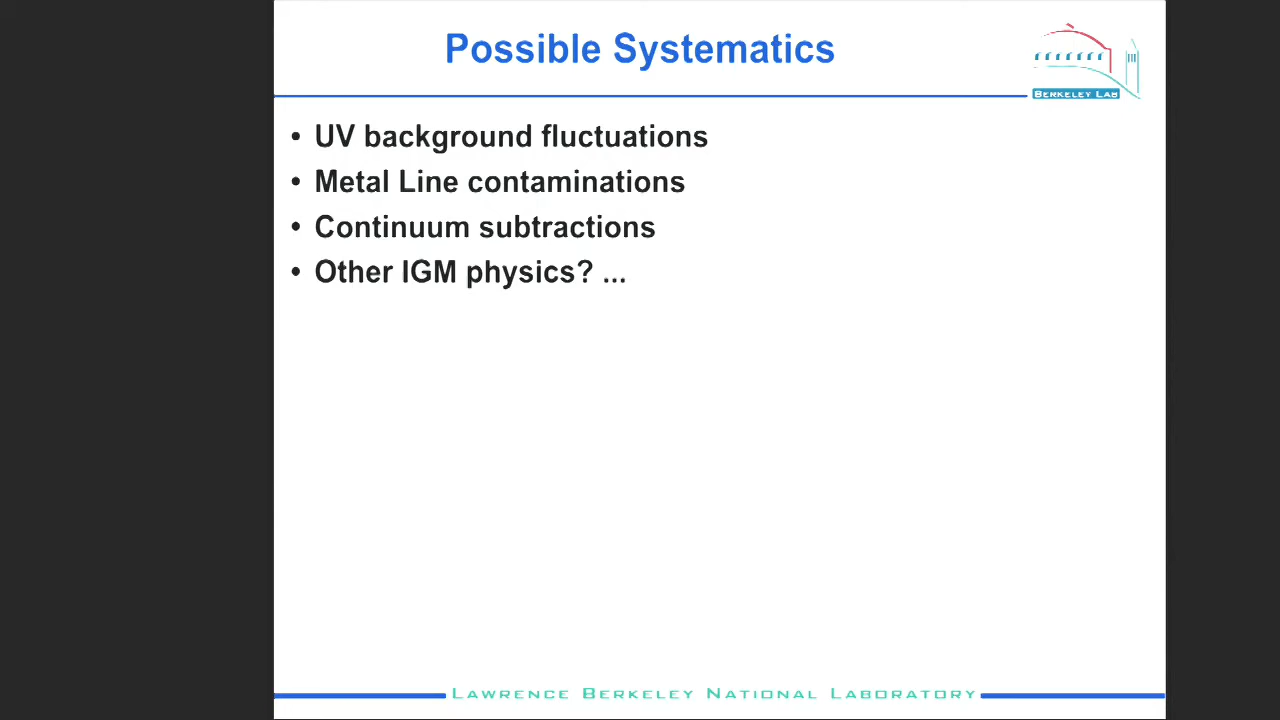 Possible Systematics
BERKELEY LAB
• UV background fluctuations
• Metal Line contaminations
• Continuum subtractions
• Other IGM physics? ...
LAWRENCE BERKELEY NATIONAL LABORATORY